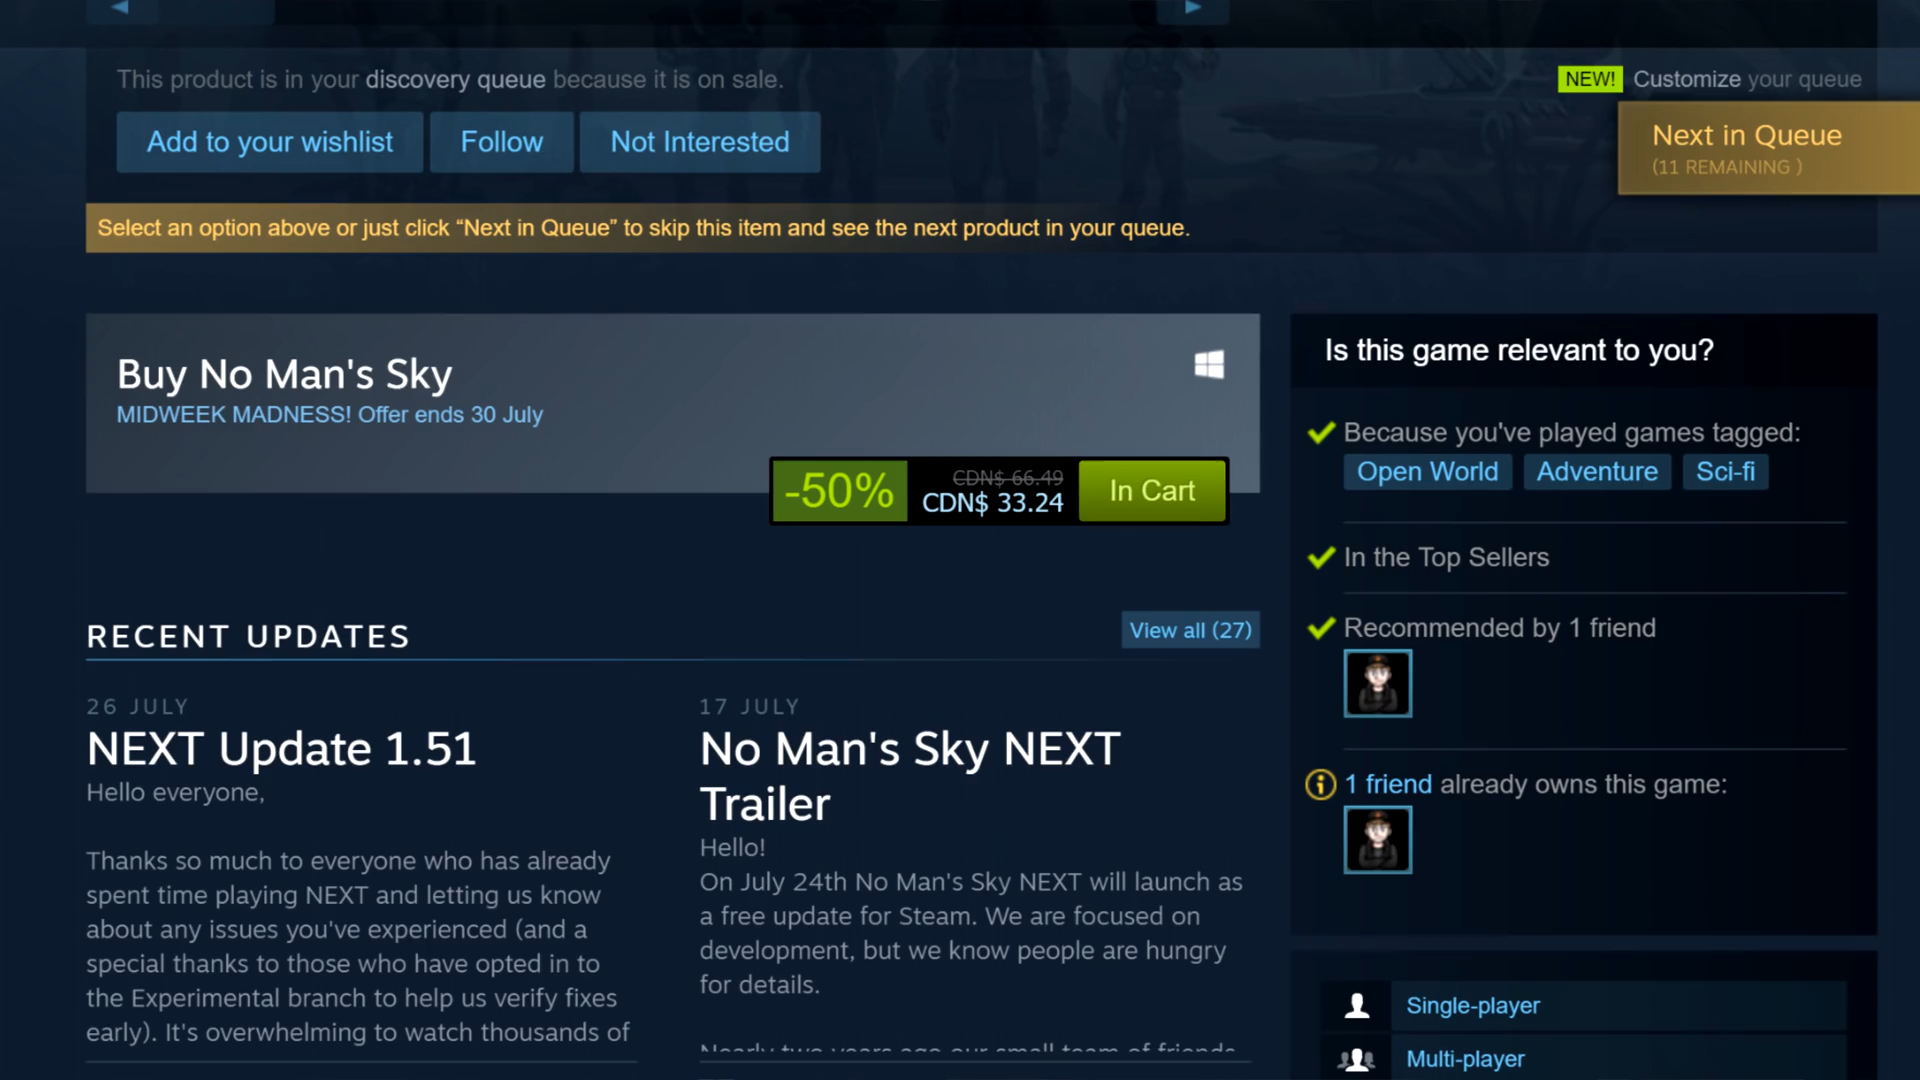 This product is in your discovery queue because it is on sale.
NEW! Customize your queue
Add to your wishlist
Follow
Not Interested
Next in Queue
(11 REMAINING )
Select an option above or just click “Next in Queue” to skip this item and see the next product in your queue.
Buy No Man's Sky
MIDWEEK MADNESS! Offer ends 30 July
-50%
CDN$ 66.49
CDN$ 33.24
In Cart
Is this game relevant to you?
Because you've played games tagged:
Open World
Adventure
Sci-fi
In the Top Sellers
Recommended by 1 friend
1 friend already owns this game:
Single-player
Multi-player
RECENT UPDATES
View all (27)
26 JULY
NEXT Update 1.51
Hello everyone,
Thanks so much to everyone who has already
spent time playing NEXT and letting us know
about any issues you've experienced (and a
special thanks to those who have opted in to
the Experimental branch to help us verify fixes
early). It's overwhelming to watch thousands of
17 JULY
No Man's Sky NEXT
Trailer
Hello!
On July 24th No Man's Sky NEXT will launch as
a free update for Steam. We are focused on
development, but we know people are hungry
for details.
Nearly two years ago our small team of friends